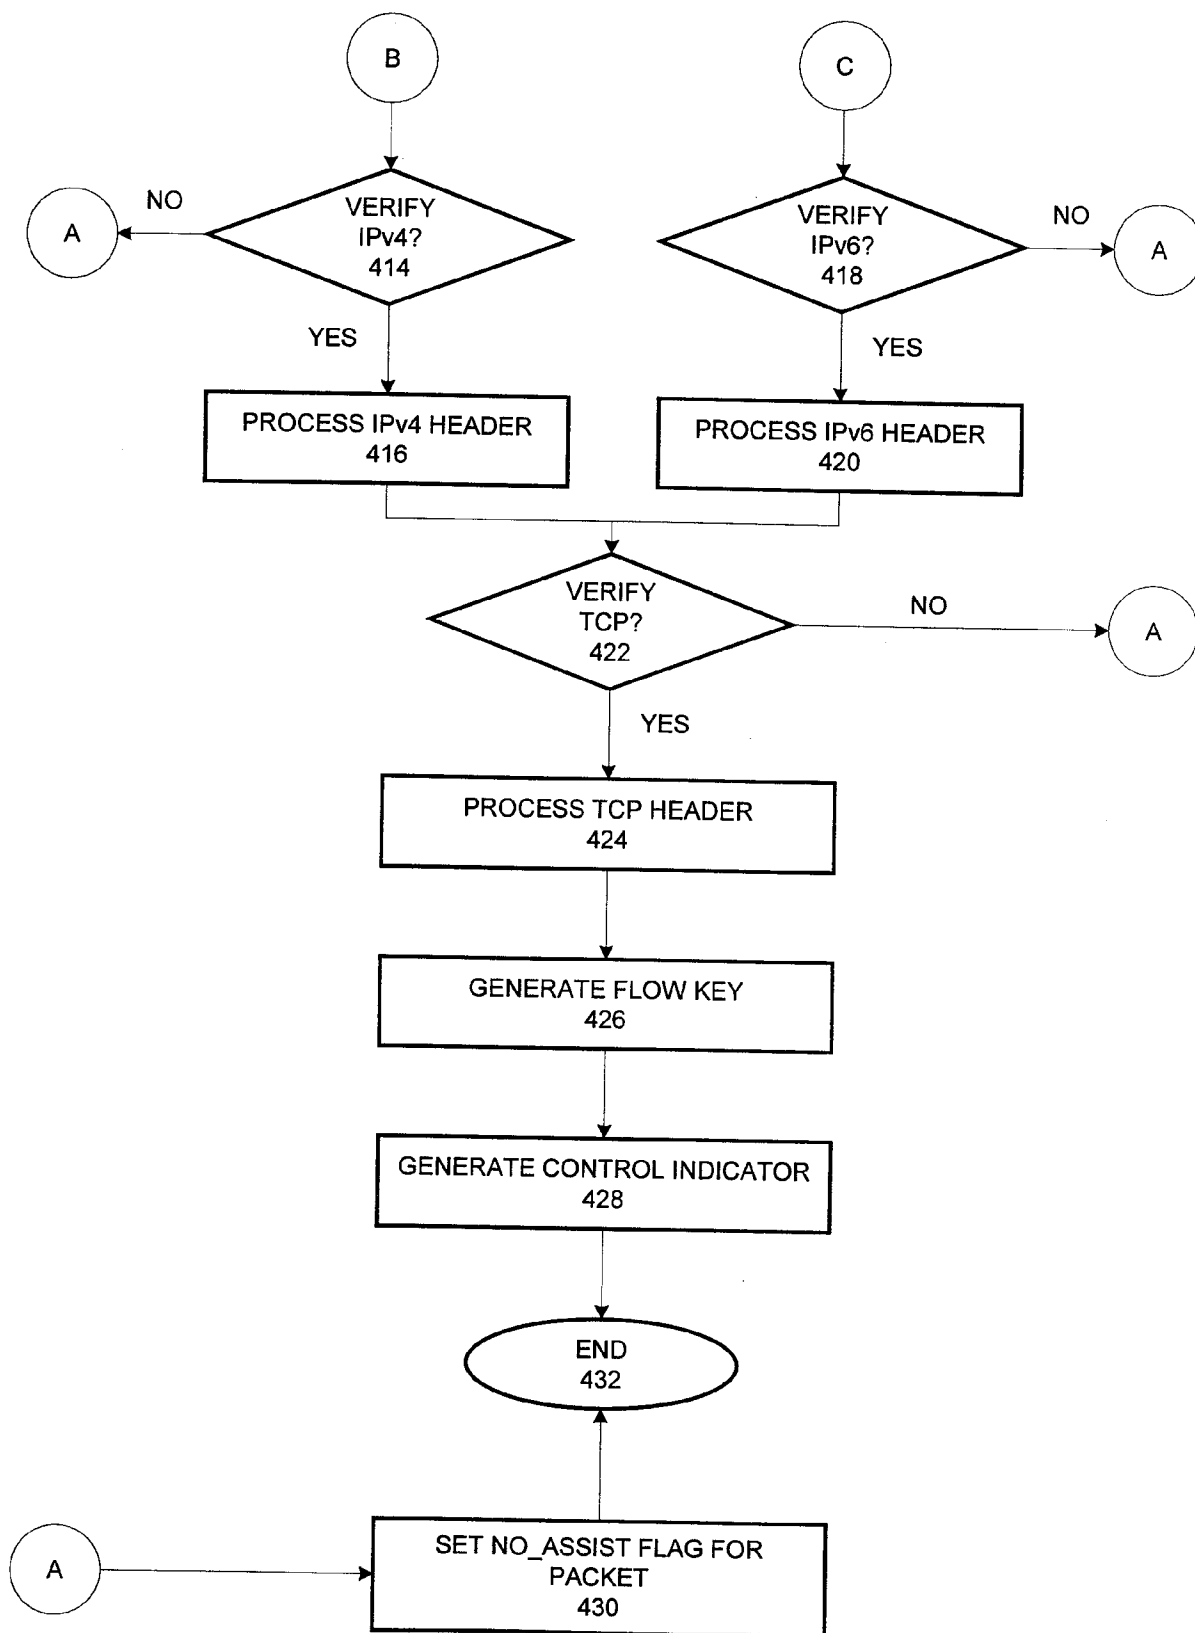 B
C
A
NO
VERIFY
IPv4?
414
VERIFY
IPv6?
418
NO
A
YES
YES
PROCESS IPv4 HEADER
416
PROCESS IPv6 HEADER
420
VERIFY
TCP?
422
NO
A
YES
PROCESS TCP HEADER
424
GENERATE FLOW KEY
426
GENERATE CONTROL INDICATOR
428
END
432
A
SET NO_ASSIST FLAG FOR
PACKET
430